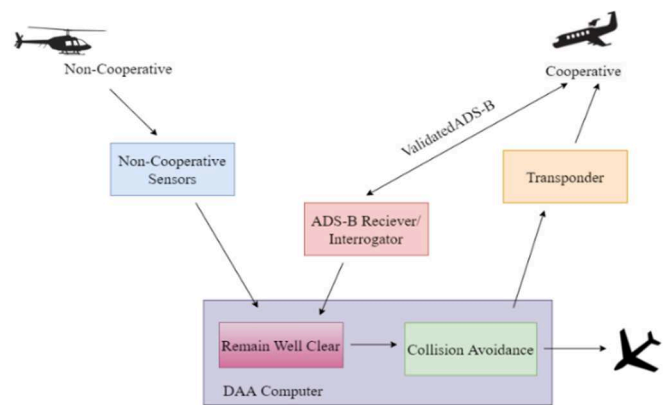 Non-Cooperative
Cooperative
ValidatedADS-B
Non-Cooperative
Sensors
Transponder
ADS-B Reciever/
Interrogator
Remain Well Clear
Collision Avoidance
DAA Computer